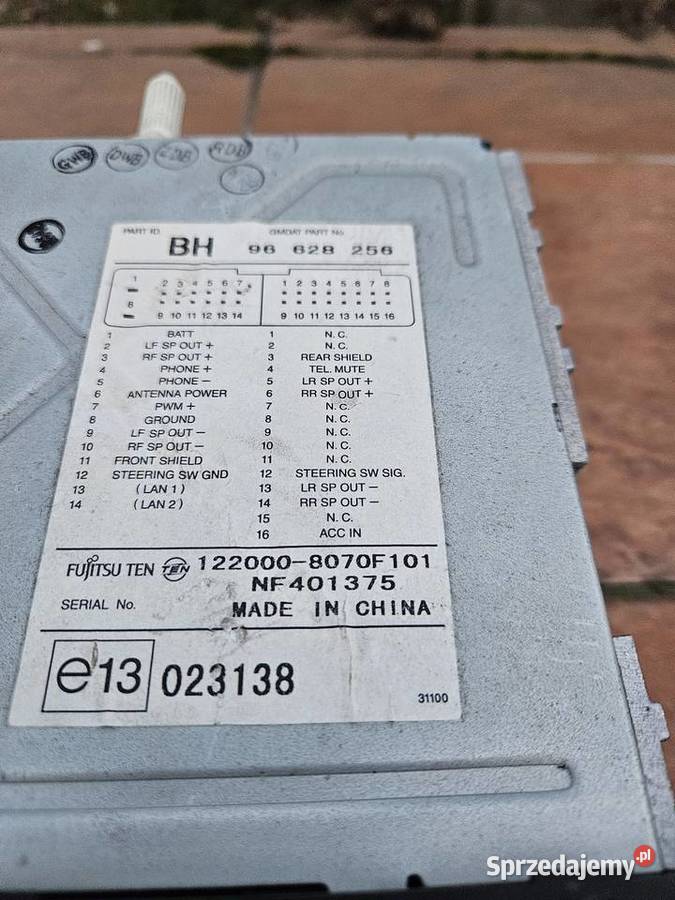 GWB DWB CDB RDB
PART ID. GMDAT PART No.
BH 96 628 256
1 2 3 4 5 6 7 1 2 3 4 5 6 7 8
8 9 10 11 12 13 14 9 10 11 12 13 14 15 16
1 BATT 1 N.C.
2 LF SP OUT + 2 N.C.
3 RF SP OUT + 3 REAR SHIELD
4 PHONE + 4 TEL. MUTE
5 PHONE − 5 LR SP OUT +
6 ANTENNA POWER 6 RR SP OUT +
7 PWM + 7 N.C.
8 GROUND 8 N.C.
9 LF SP OUT − 9 N.C.
10 RF SP OUT − 10 N.C.
11 FRONT SHIELD 11 N.C.
12 STEERING SW GND 12 STEERING SW SIG.
13 (LAN 1) 13 LR SP OUT −
14 (LAN 2) 14 RR SP OUT −
15 N.C.
16 ACC IN
FUJITSU TEN TEN 122000-8070F101
NF401375
SERIAL No. MADE IN CHINA
e13 023138
31100
Sprzedajemy.pl